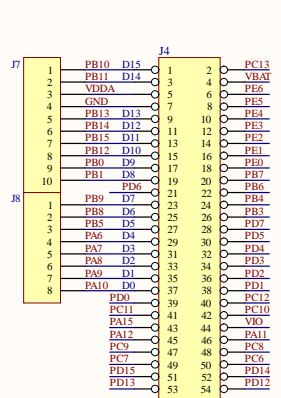 J4
J7
1 PB10 D15 1 2 PC13
2 PB11 D14 3 4 VBAT
3 VDDA 5 6 PE6
4 GND 7 8 PE5
5 PB13 D13 9 10 PE4
6 PB14 D12 11 12 PE3
7 PB15 D11 13 14 PE2
8 PB12 D10 15 16 PE1
9 PB0 D9 17 18 PE0
10 PB1 D8 19 20 PB7
J8 PD6 21 22 PB6
1 PB9 D7 23 24 PB4
2 PB8 D6 25 26 PB3
3 PB5 D5 27 28 PD7
4 PA6 D4 29 30 PD5
5 PA7 D3 31 32 PD4
6 PA8 D2 33 34 PD3
7 PA9 D1 35 36 PD2
8 PA10 D0 37 38 PD1
PD0 39 40 PC12
PC11 41 42 PC10
PA15 43 44 VIO
PA12 45 46 PA11
PC9 47 48 PC8
PC7 49 50 PC6
PD15 51 52 PD14
PD13 53 54 PD12